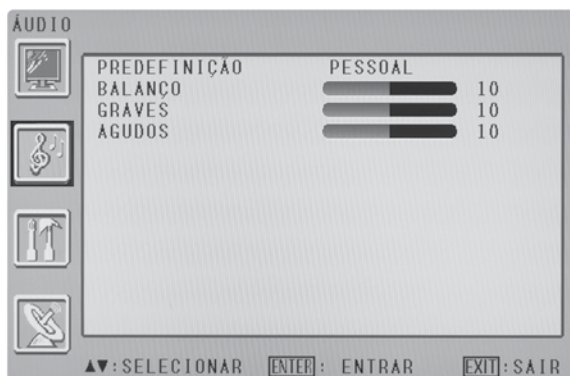 ÁUDIO
PREDEFINIÇÃO PESSOAL
BALANÇO 10
GRAVES 10
AGUDOS 10
▲▼:SELECIONAR ENTER: ENTRAR EXIT:SAIR